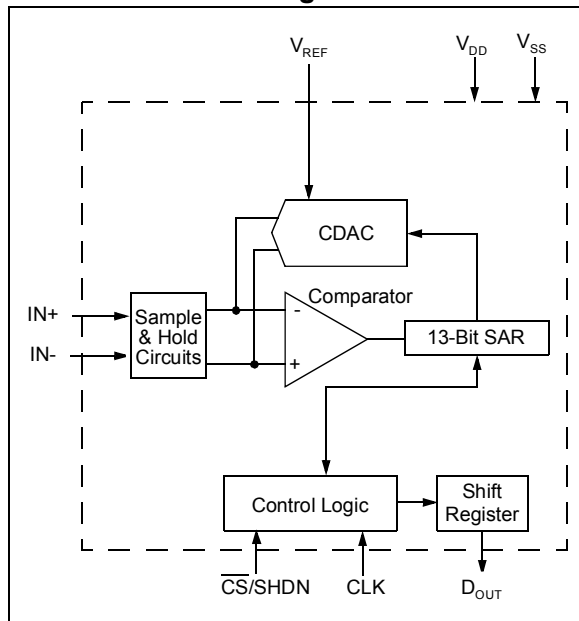 V_REF
V_DD
V_SS
CDAC
Comparator
IN+
IN-
Sample
& Hold
Circuits
-
+
13-Bit SAR
Control Logic
Shift
Register
C̅S̅/SHDN
CLK
D_OUT